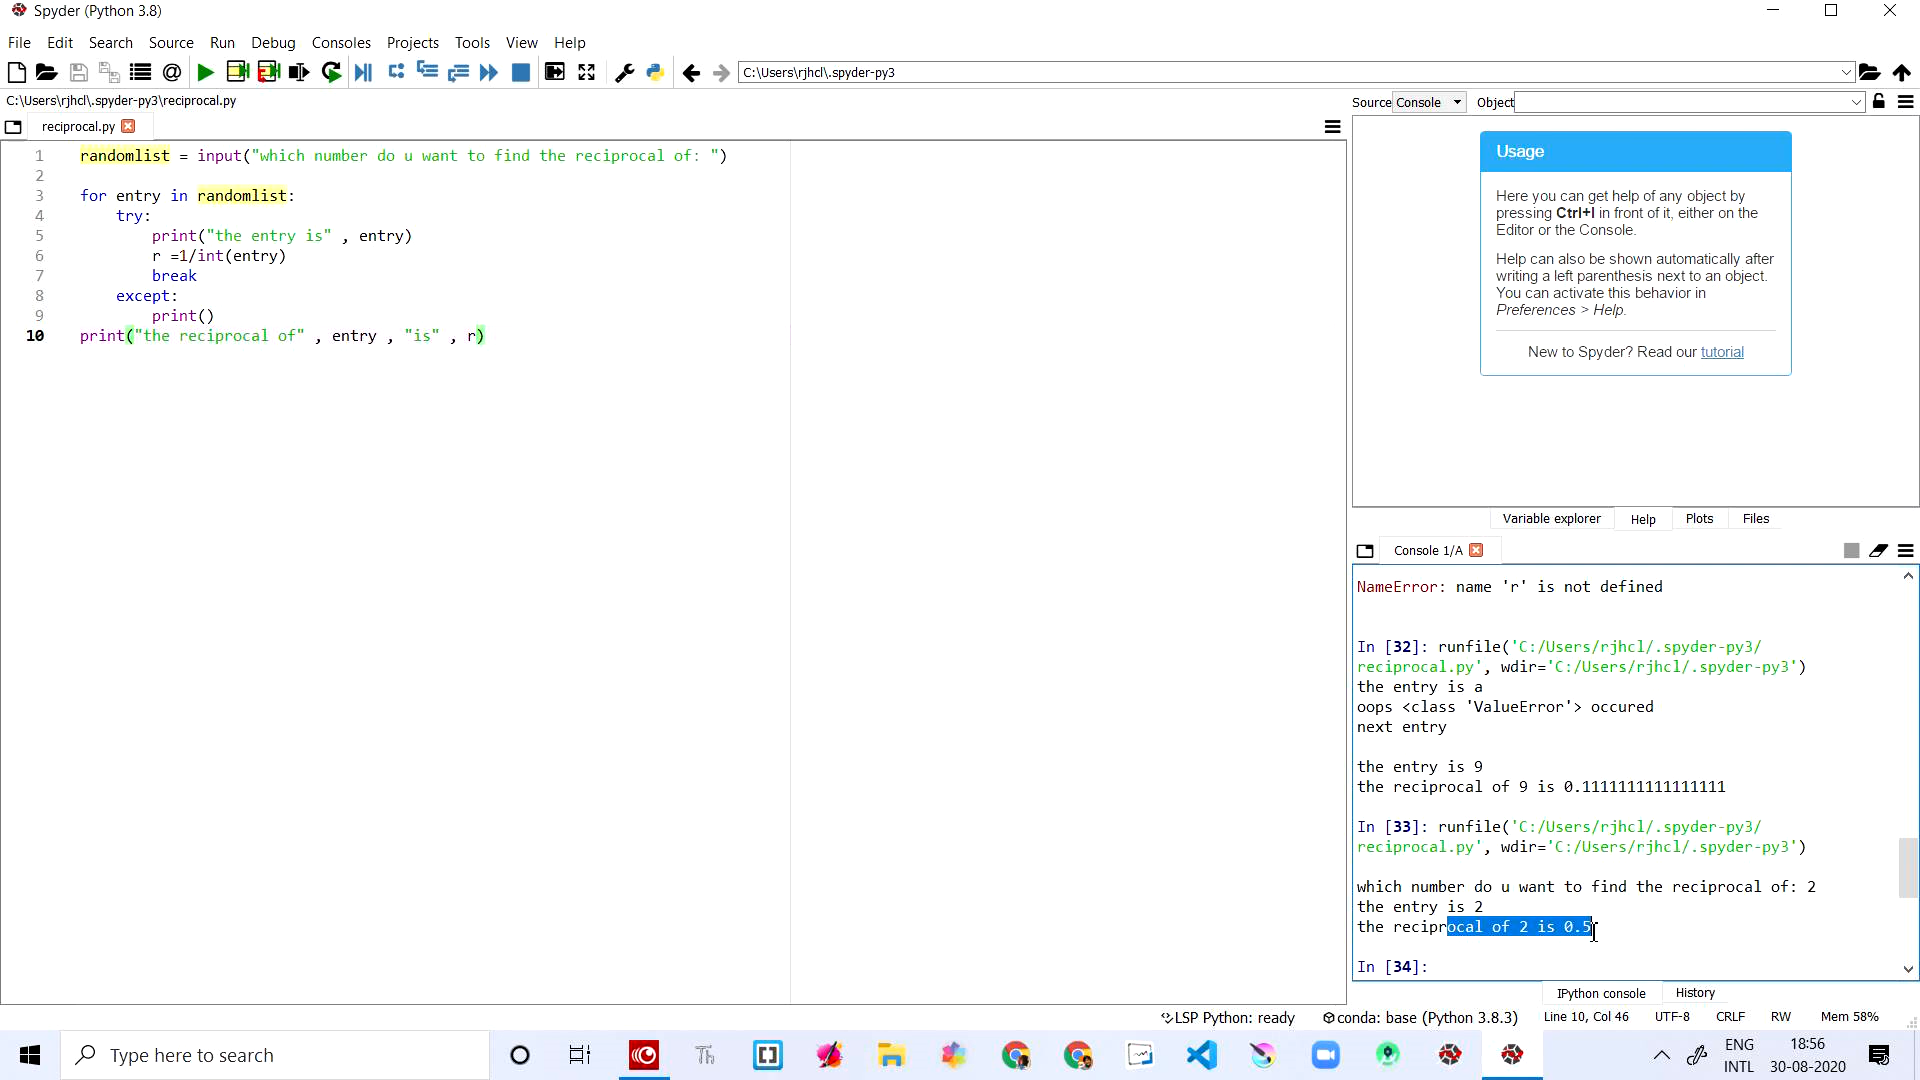 Spyder (Python 3.8)
File Edit Search Source Run Debug Consoles Projects Tools View Help
C:\Users\rjhcl\.spyder-py3
C:\Users\rjhcl\.spyder-py3\reciprocal.py
Source Console Object
reciprocal.py
1 randomlist = input("which number do u want to find the reciprocal of: ")
2
3 for entry in randomlist:
4 try:
5 print("the entry is" , entry)
6 r =1/int(entry)
7 break
8 except:
9 print()
10 print("the reciprocal of" , entry , "is" , r)
Usage
Here you can get help of any object by
pressing Ctrl+I in front of it, either on the
Editor or the Console.
Help can also be shown automatically after
writing a left parenthesis next to an object.
You can activate this behavior in
Preferences > Help.
New to Spyder? Read our tutorial
Variable explorer Help Plots Files
Console 1/A
NameError: name 'r' is not defined
In [32]: runfile('C:/Users/rjhcl/.spyder-py3/
reciprocal.py', wdir='C:/Users/rjhcl/.spyder-py3')
the entry is a
oops <class 'ValueError'> occured
next entry
the entry is 9
the reciprocal of 9 is 0.1111111111111111
In [33]: runfile('C:/Users/rjhcl/.spyder-py3/
reciprocal.py', wdir='C:/Users/rjhcl/.spyder-py3')
which number do u want to find the reciprocal of: 2
the entry is 2
the reciprocal of 2 is 0.5
In [34]:
IPython console History
LSP Python: ready conda: base (Python 3.8.3) Line 10, Col 46 UTF-8 CRLF RW Mem 58%
Type here to search
Th
ENG
INTL
18:56
30-08-2020